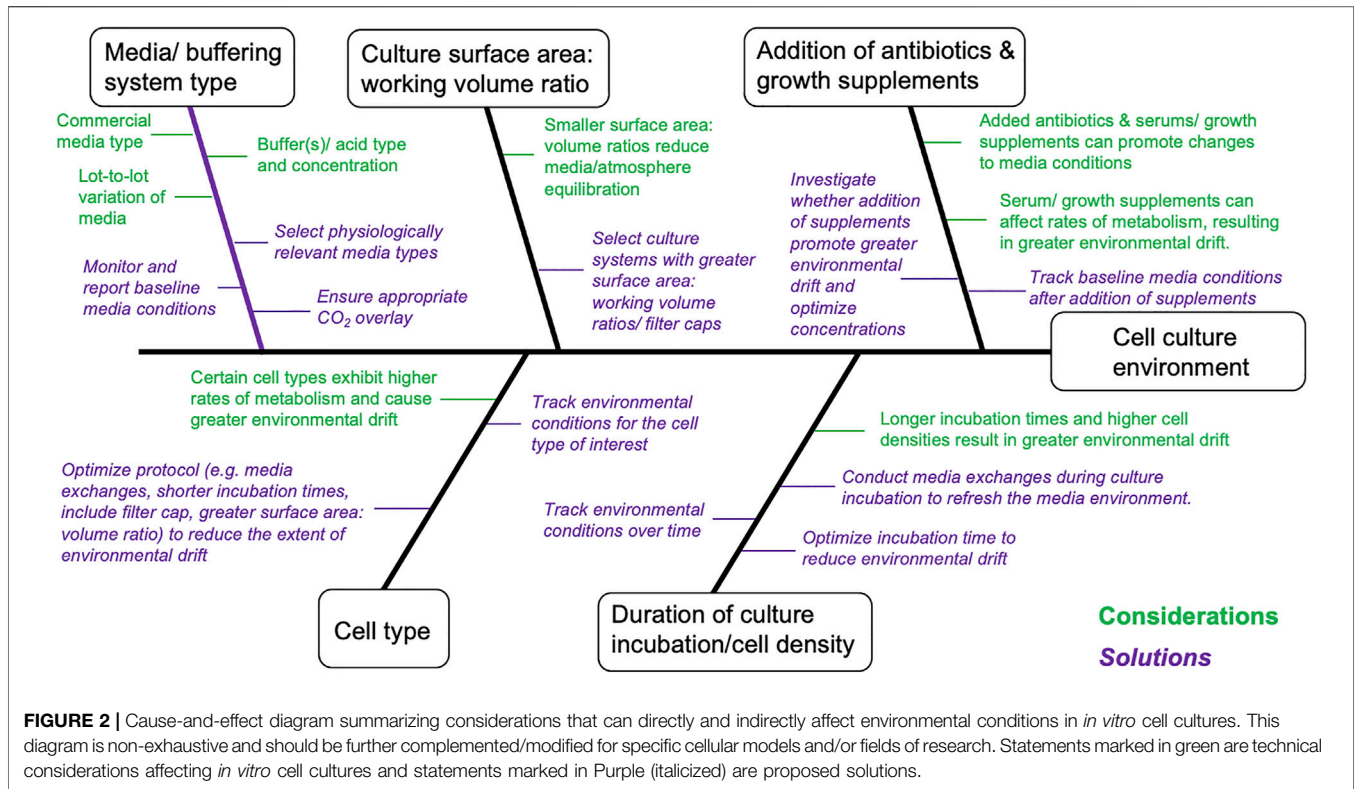 Media/ buffering
system type
Culture surface area:
working volume ratio
Addition of antibiotics &
growth supplements
Commercial
media type
Buffer(s)/ acid type
and concentration
Lot-to-lot
variation of
media
Select physiologically
relevant media types
Monitor and
report baseline
media conditions
Ensure appropriate
CO2 overlay
Smaller surface area:
volume ratios reduce
media/atmosphere
equilibration
Select culture
systems with greater
surface area:
working volume
ratios/ filter caps
Investigate
whether addition
of supplements
promote greater
environmental
drift and
optimize
concentrations
Added antibiotics & serums/ growth
supplements can promote changes
to media conditions
Serum/ growth supplements can
affect rates of metabolism, resulting
in greater environmental drift.
Track baseline media conditions
after addition of supplements
Cell culture
environment
Certain cell types exhibit higher
rates of metabolism and cause
greater environmental drift
Track environmental
conditions for the cell
type of interest
Optimize protocol (e.g. media
exchanges, shorter incubation times,
include filter cap, greater surface area:
volume ratio) to reduce the extent of
environmental drift
Longer incubation times and higher cell
densities result in greater environmental drift
Conduct media exchanges during culture
incubation to refresh the media environment.
Track environmental
conditions over time
Optimize incubation time to
reduce environmental drift
Cell type
Duration of culture
incubation/cell density
Considerations
Solutions
FIGURE 2 | Cause-and-effect diagram summarizing considerations that can directly and indirectly affect environmental conditions in in vitro cell cultures. This
diagram is non-exhaustive and should be further complemented/modified for specific cellular models and/or fields of research. Statements marked in green are technical
considerations affecting in vitro cell cultures and statements marked in Purple (italicized) are proposed solutions.